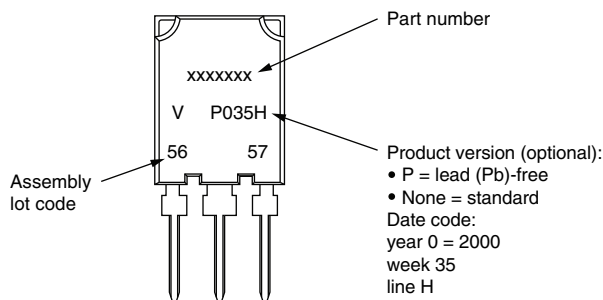 Part number
xxxxxxx
V P035H
56 57
Assembly
lot code
Product version (optional):
• P = lead (Pb)-free
• None = standard
Date code:
year 0 = 2000
week 35
line H